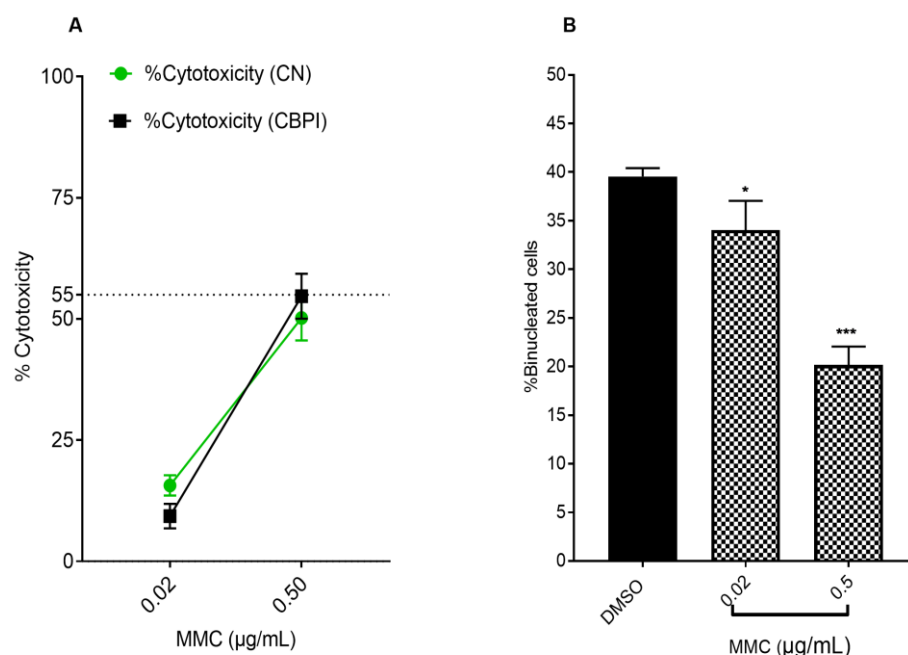 A
%Cytotoxicity (CN)
%Cytotoxicity (CBPI)
% Cytotoxicity
100
75
55
50
25
0
0.02
0.50
MMC (µg/mL)
B
%Binucleated cells
50
45
40
35
30
25
20
15
10
5
0
*
***
DMSO
0.02
0.5
MMC (µg/mL)